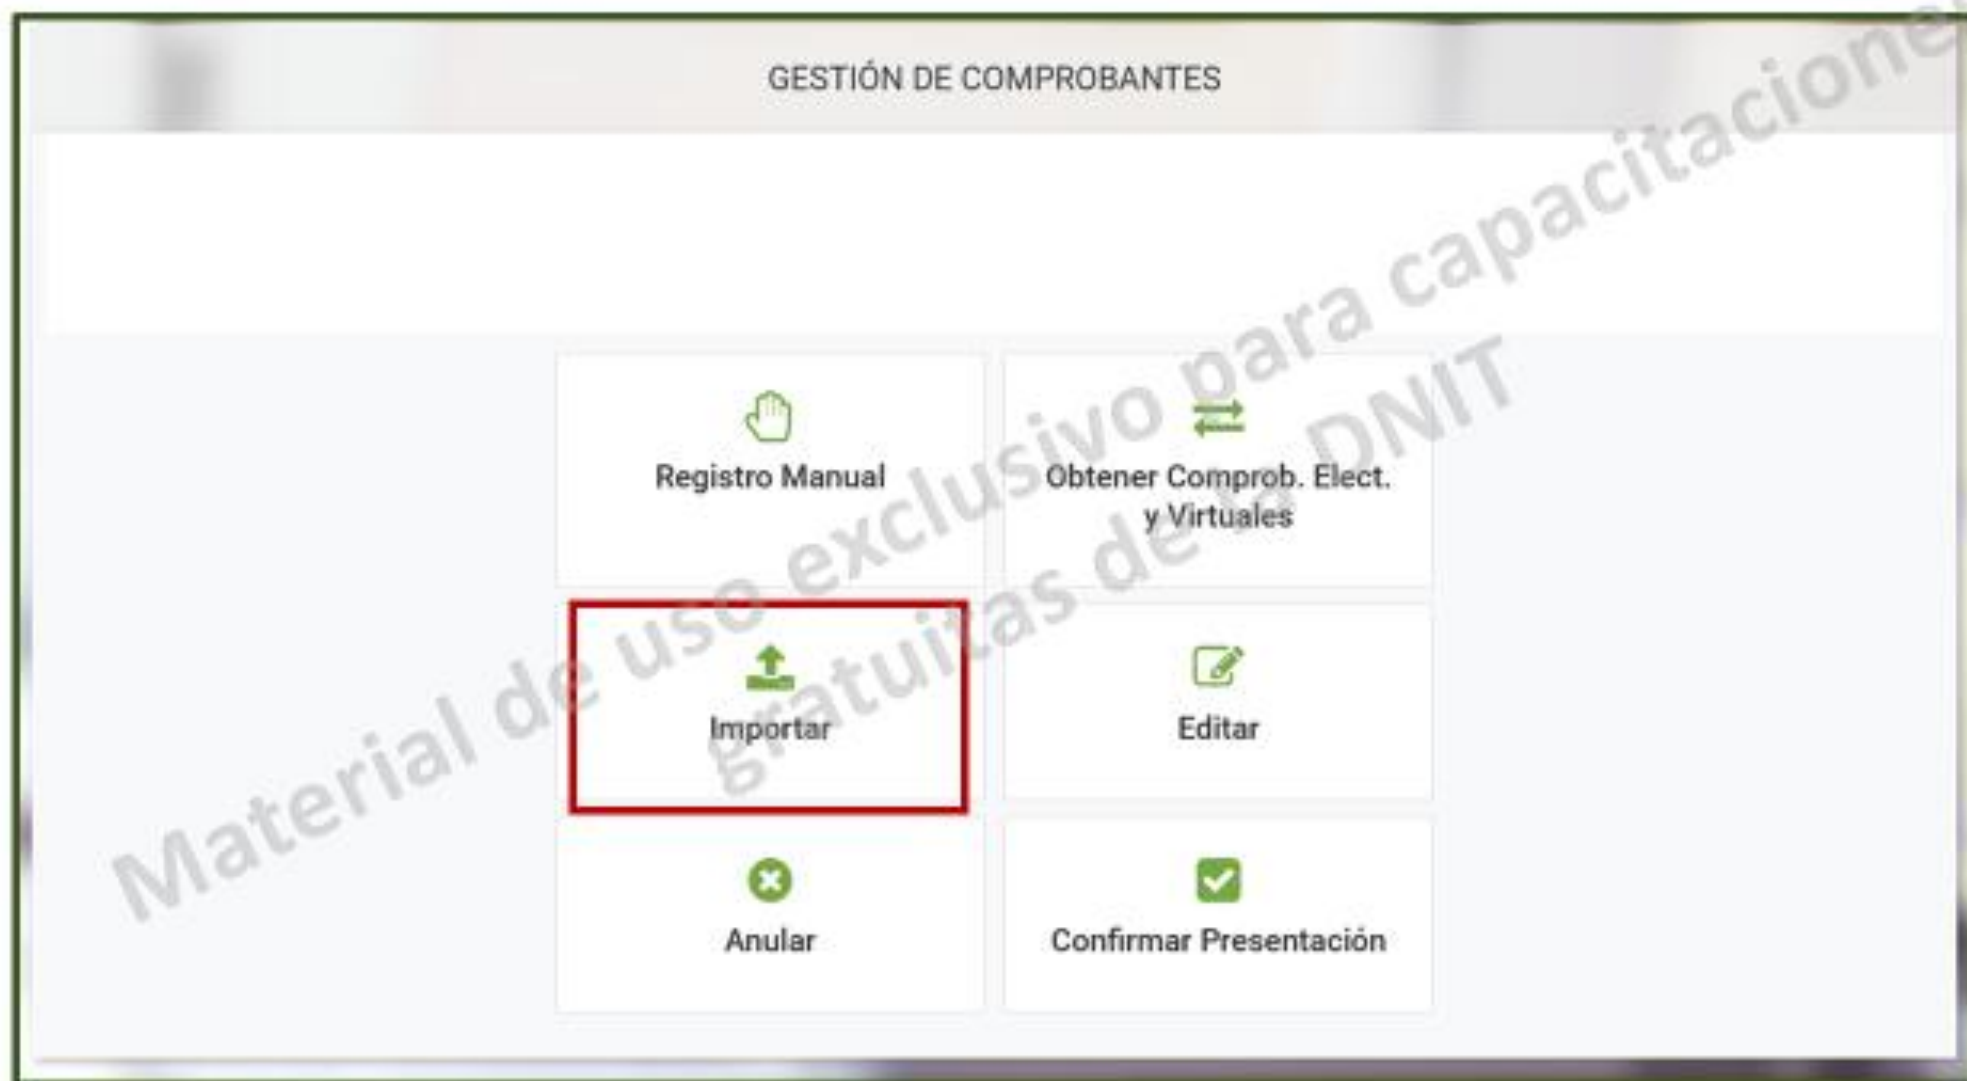 GESTIÓN DE COMPROBANTES
Registro Manual
Obtener Comprob. Elect.
y Virtuales
Importar
Editar
Anular
Confirmar Presentación
Material de uso exclusivo para capacitacione
gratuitas de la DNIT